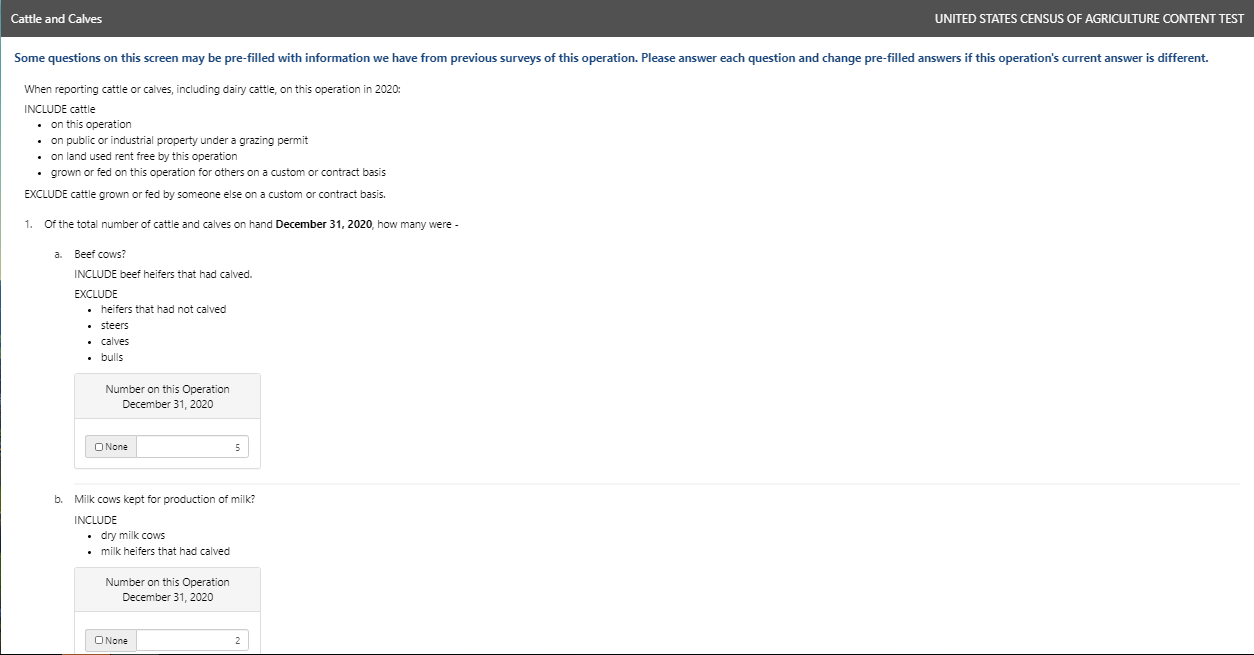 Cattle and Calves UNITED STATES CENSUS OF AGRICULTURE CONTENT TEST
Some questions on this screen may be pre-filled with information we have from previous surveys of this operation. Please answer each question and change pre-filled answers if this operation's current answer is different.
When reporting cattle or calves, including dairy cattle, on this operation in 2020:
INCLUDE cattle
• on this operation
• on public or industrial property under a grazing permit
• on land used rent free by this operation
• grown or fed on this operation for others on a custom or contract basis
EXCLUDE cattle grown or fed by someone else on a custom or contract basis.
1. Of the total number of cattle and calves on hand December 31, 2020, how many were -
a. Beef cows?
INCLUDE beef heifers that had calved.
EXCLUDE
• heifers that had not calved
• steers
• calves
• bulls
Number on this Operation
December 31, 2020
None 5
b. Milk cows kept for production of milk?
INCLUDE
• dry milk cows
• milk heifers that had calved
Number on this Operation
December 31, 2020
None 2